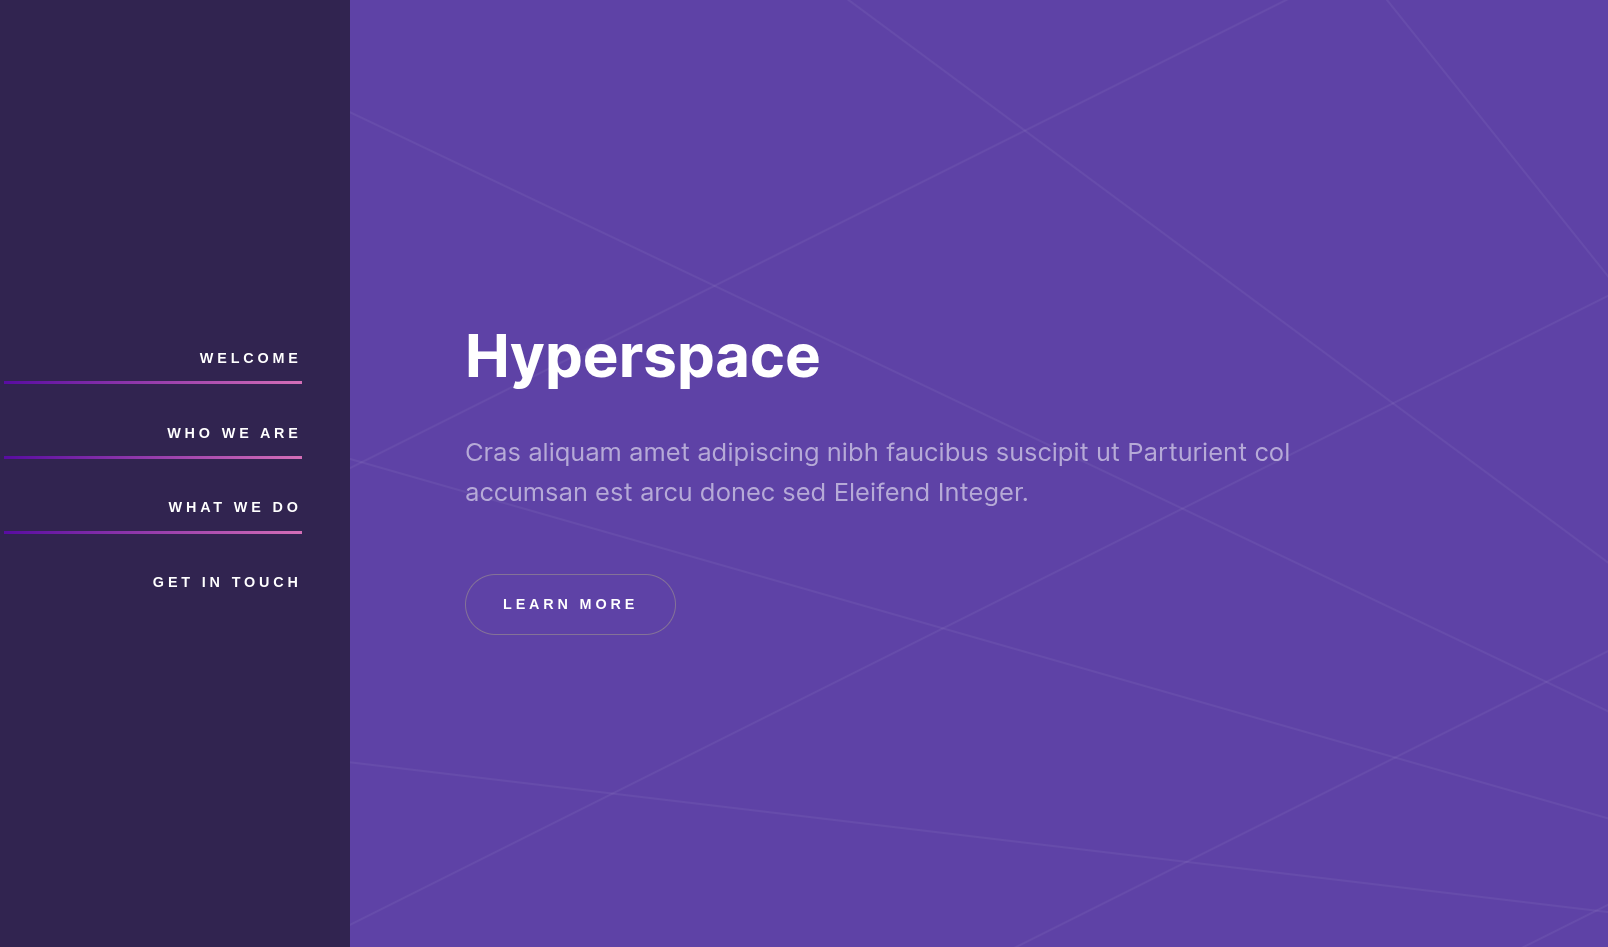 WELCOME
WHO WE ARE
WHAT WE DO
GET IN TOUCH
Hyperspace
Cras aliquam amet adipiscing nibh faucibus suscipit ut Parturient col
accumsan est arcu donec sed Eleifend Integer.
LEARN MORE